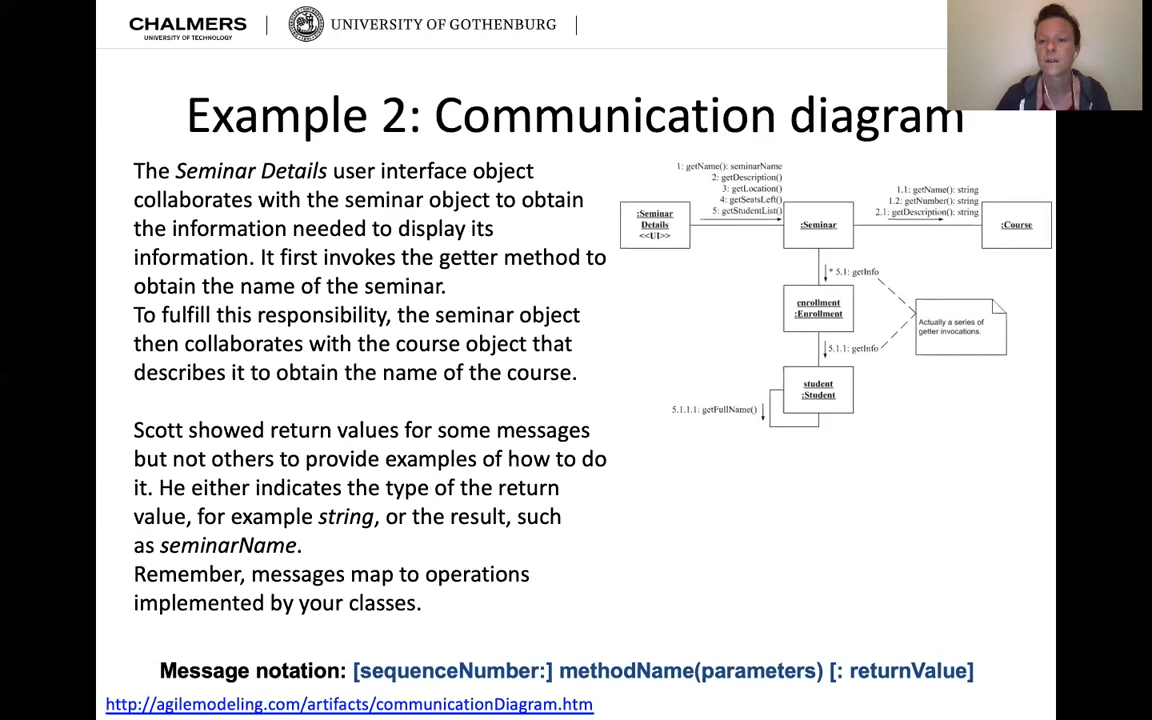 CHALMERS
UNIVERSITY OF TECHNOLOGY
UNIVERSITY OF GOTHENBURG
Example 2: Communication diagram
The Seminar Details user interface object
collaborates with the seminar object to obtain
the information needed to display its
information. It first invokes the getter method to
obtain the name of the seminar.
To fulfill this responsibility, the seminar object
then collaborates with the course object that
describes it to obtain the name of the course.
Scott showed return values for some messages
but not others to provide examples of how to do
it. He either indicates the type of the return
value, for example string, or the result, such
as seminarName.
Remember, messages map to operations
implemented by your classes.
1: getName(): seminarName
2: getDescription()
3: getLocation()
4: getSeatsLeft()
5: getStudentList()
1.1: getName(): string
1.2: getNumber(): string
2.1: getDescription(): string
:Seminar
Details
<<UI>>
:Seminar
:Course
* 5.1: getInfo
enrollment
:Enrollment
Actually a series of
getter invocations.
5.1.1: getInfo
student
:Student
5.1.1.1: getFullName()
Message notation: [sequenceNumber:] methodName(parameters) [: returnValue]
http://agilemodeling.com/artifacts/communicationDiagram.htm